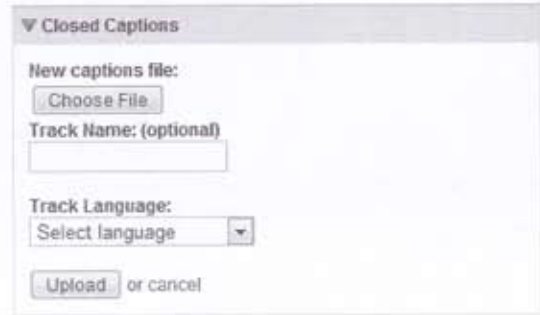 Closed Captions
New captions file:
Choose File
Track Name: (optional)
Track Language:
Select language
Upload or cancel